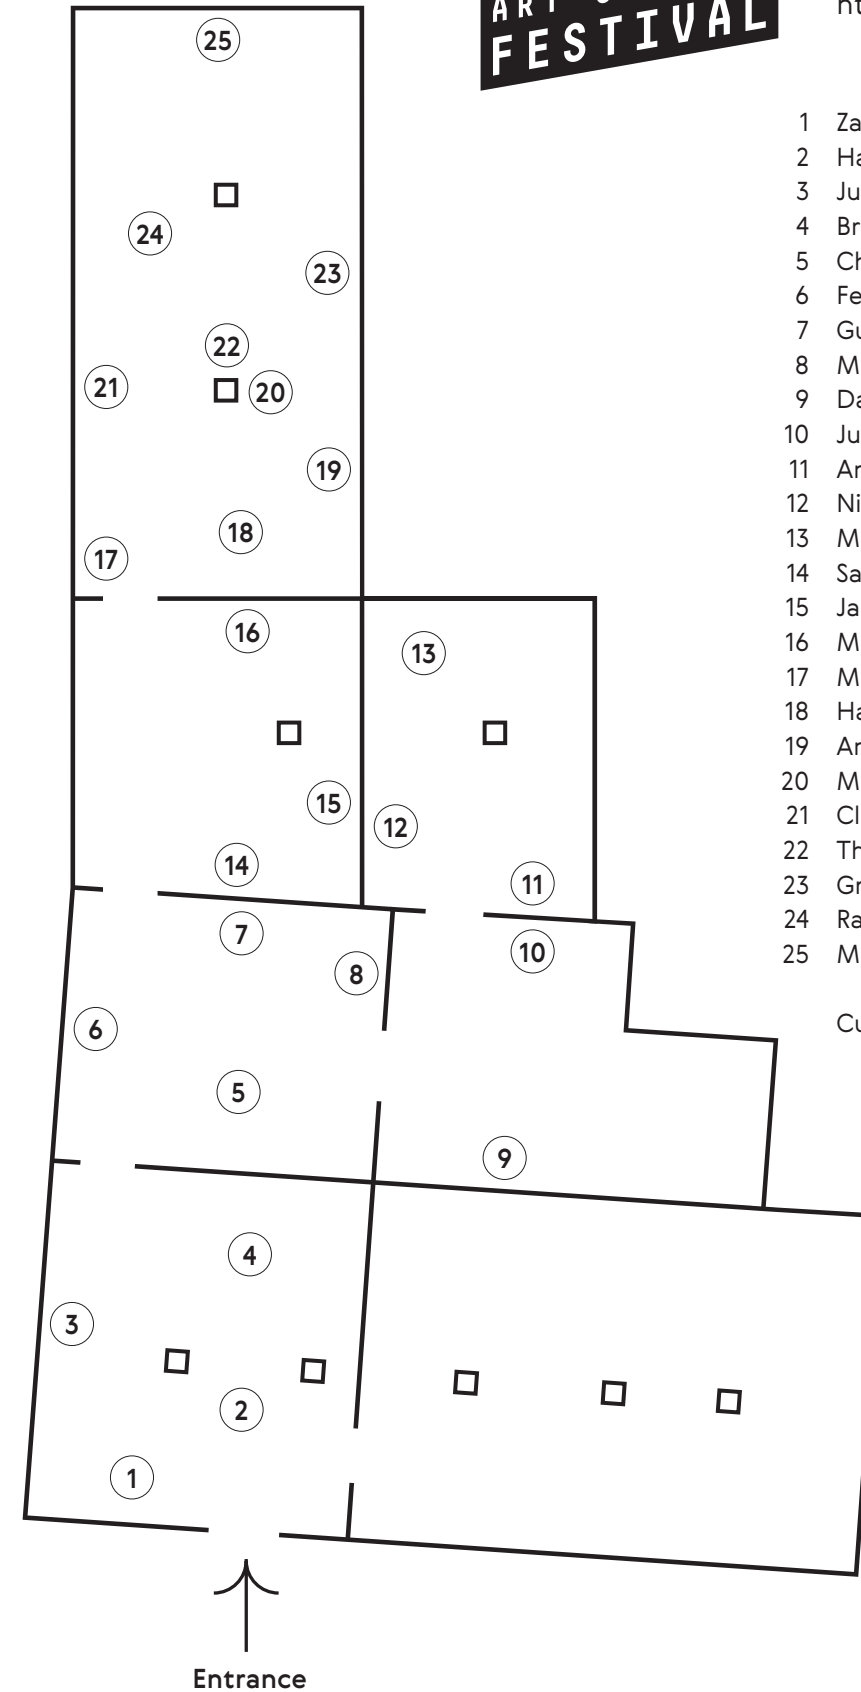 FESTIVAL
1 Za
2 Ha
3 Ju
4 Br
5 Ch
6 Fe
7 Gu
8 M
9 Da
10 Ju
11 Ar
12 Ni
13 M
14 Sa
15 Ja
16 M
17 M
18 Ha
19 Ar
20 M
21 Cl
22 Th
23 Gr
24 Ra
25 M
Cu
25
24
23
22
21
20
19
18
17
16
13
15
12
14
11
7
10
8
6
5
9
4
3
2
1
Entrance